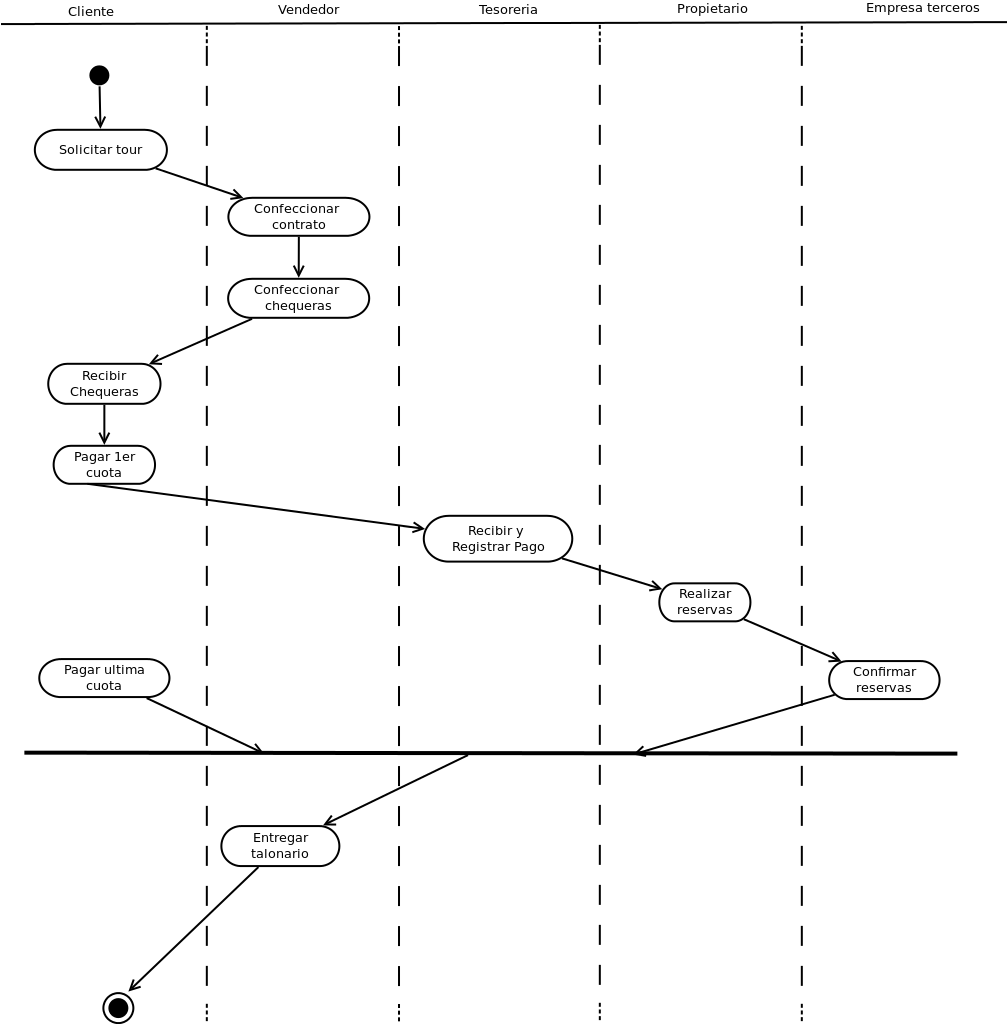 Cliente
Vendedor
Tesoreria
Propietario
Empresa terceros
Solicitar tour
Confeccionar
contrato
Confeccionar
chequeras
Recibir
Chequeras
Pagar 1er
cuota
Recibir y
Registrar Pago
Realizar
reservas
Pagar ultima
cuota
Confirmar
reservas
Entregar
talonario